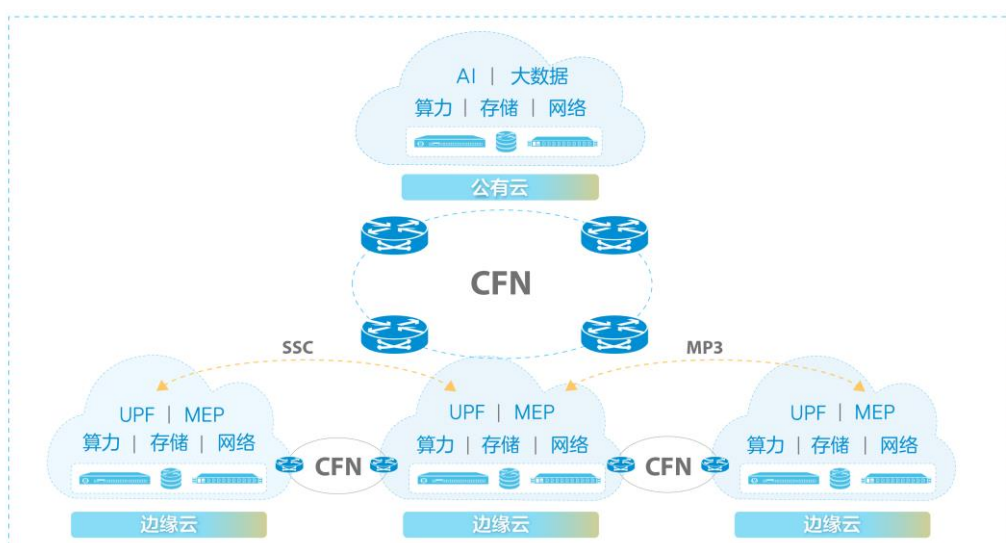 AI | 大数据
算力 | 存储 | 网络
公有云
CFN
SSC
MP3
UPF | MEP
算力 | 存储 | 网络
边缘云
CFN
UPF | MEP
算力 | 存储 | 网络
边缘云
CFN
UPF | MEP
算力 | 存储 | 网络
边缘云